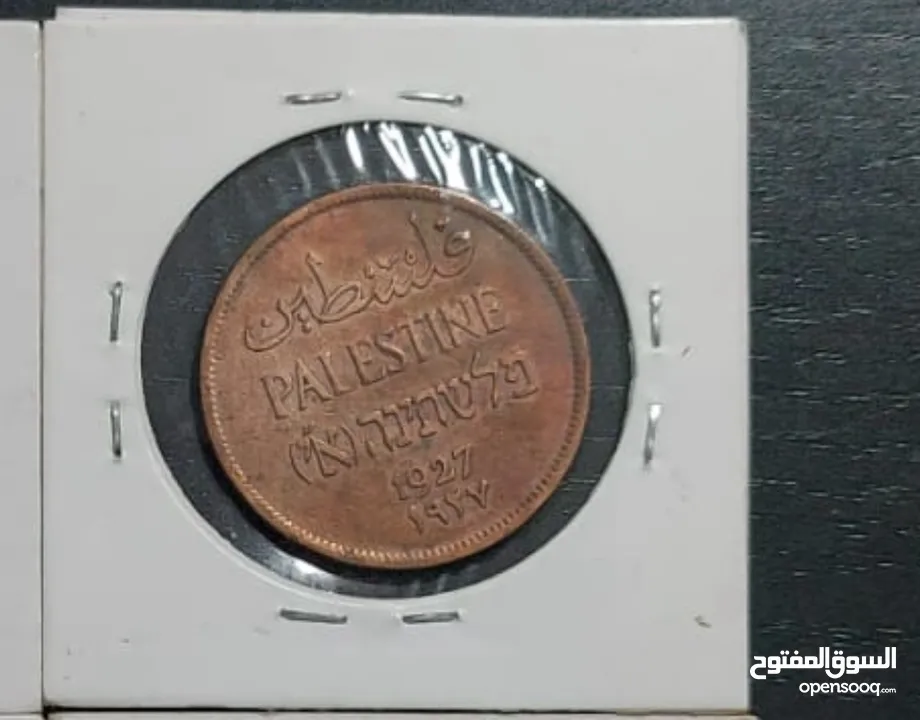 فلسطين
PALESTINE
פלשתינה (א״י)
1927
١٩٢٧
السوق المفتوح
opensooq.com